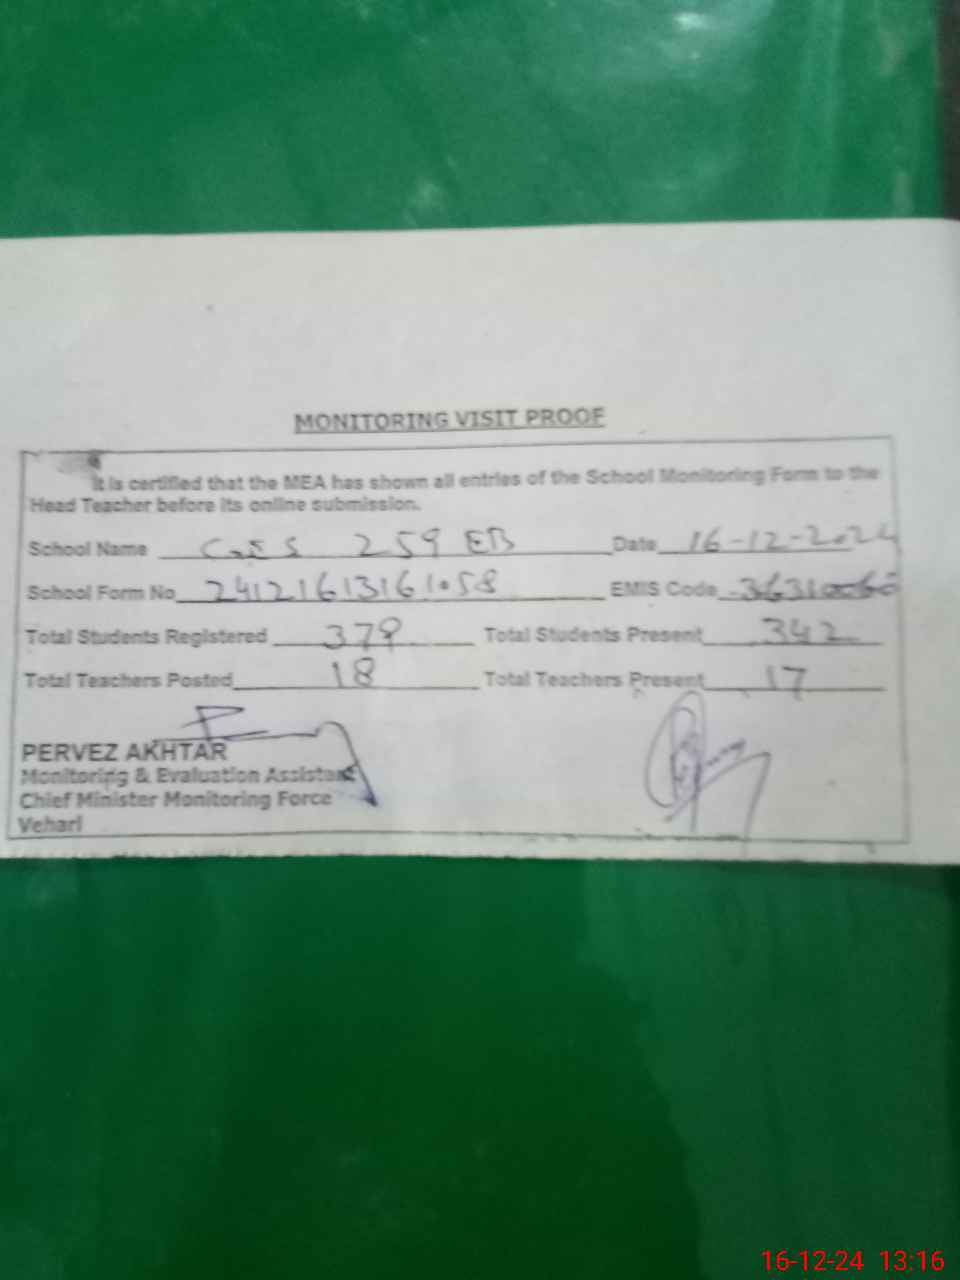 MONITORING VISIT PROOF
It is certified that the MEA has shown all entries of the School Monitoring Form to the
Head Teacher before its online submission.
School Name GES 259 EB Date 16-12-2024
School Form No 24121613161058 EMIS Code
Total Students Registered 379 Total Students Present 342
Total Teachers Posted 18 Total Teachers Present 17
PERVEZ AKHTAR
Monitoring & Evaluation Assistant
Chief Minister Monitoring Force
Vehari
16-12-24 13:16